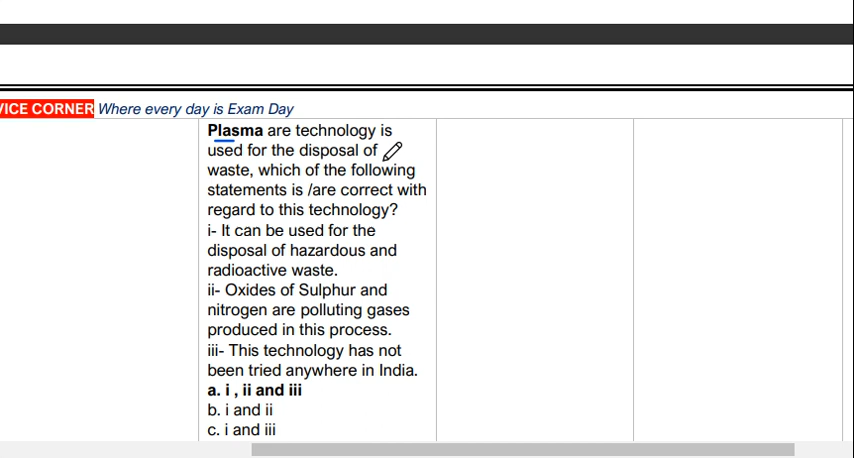 VICE CORNER Where every day is Exam Day
Plasma are technology is
used for the disposal of
waste, which of the following
statements is /are correct with
regard to this technology?
i- It can be used for the
disposal of hazardous and
radioactive waste.
ii- Oxides of Sulphur and
nitrogen are polluting gases
produced in this process.
iii- This technology has not
been tried anywhere in India.
a. i , ii and iii
b. i and ii
c. i and iii